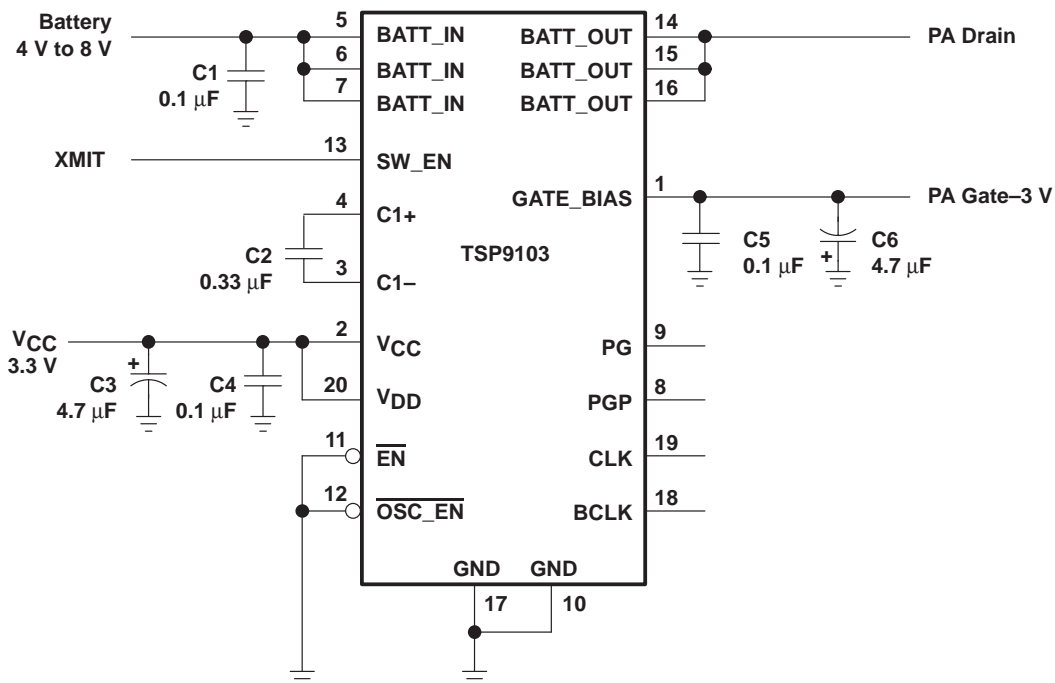 Battery
4 V to 8 V
C1
0.1 μF
5
BATT_IN
6
BATT_IN
7
BATT_IN
BATT_OUT
14
BATT_OUT
15
BATT_OUT
16
PA Drain
XMIT
13
SW_EN
4
C1+
C2
0.33 μF
3
C1–
TSP9103
GATE_BIAS
1
PA Gate–3 V
C5
0.1 μF
+
C6
4.7 μF
VCC
3.3 V
+
C3
4.7 μF
C4
0.1 μF
2
VCC
20
VDD
11
EN
12
OSC_EN
PG
9
PGP
8
CLK
19
BCLK
18
GND
GND
17
10